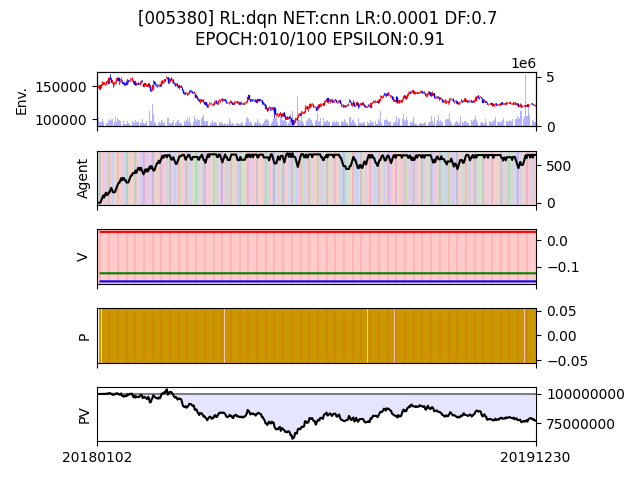 [005380] RL:dqn NET:cnn LR:0.0001 DF:0.7
EPOCH:010/100 EPSILON:0.91
1e6
Env.
150000
100000
5
0
Agent
500
0
V
0.0
−0.1
P
0.05
0.00
−0.05
PV
100000000
75000000
20180102
20191230